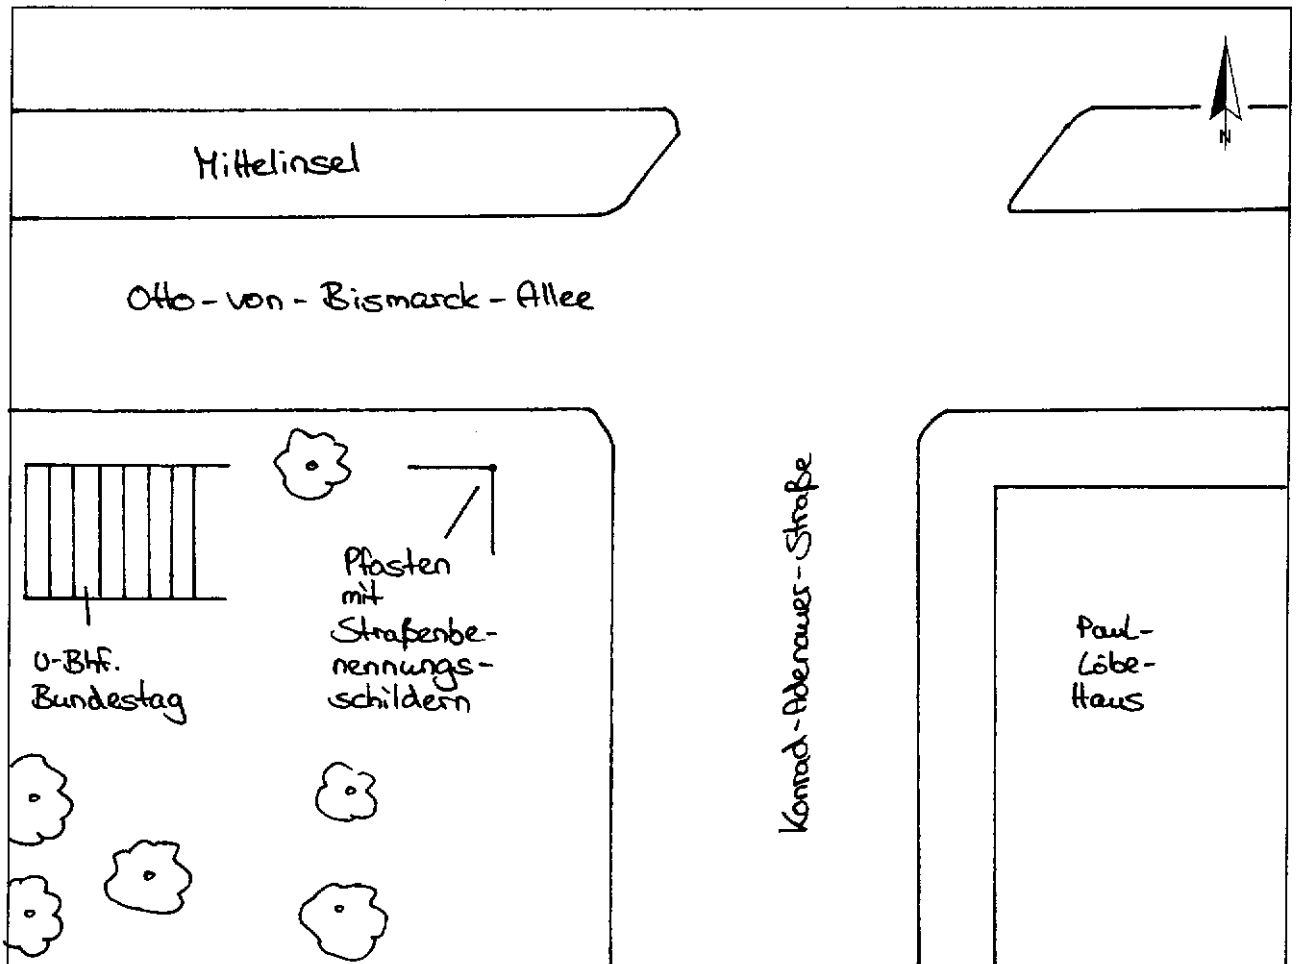 N
Mittelinsel
Otto-von-Bismarck-Allee
Konrad-Adenauer-Straße
Pfosten
mit
Straßenbe-
nennungs-
schildern
U-Bhf.
Bundestag
Paul-
Löbe-
Haus